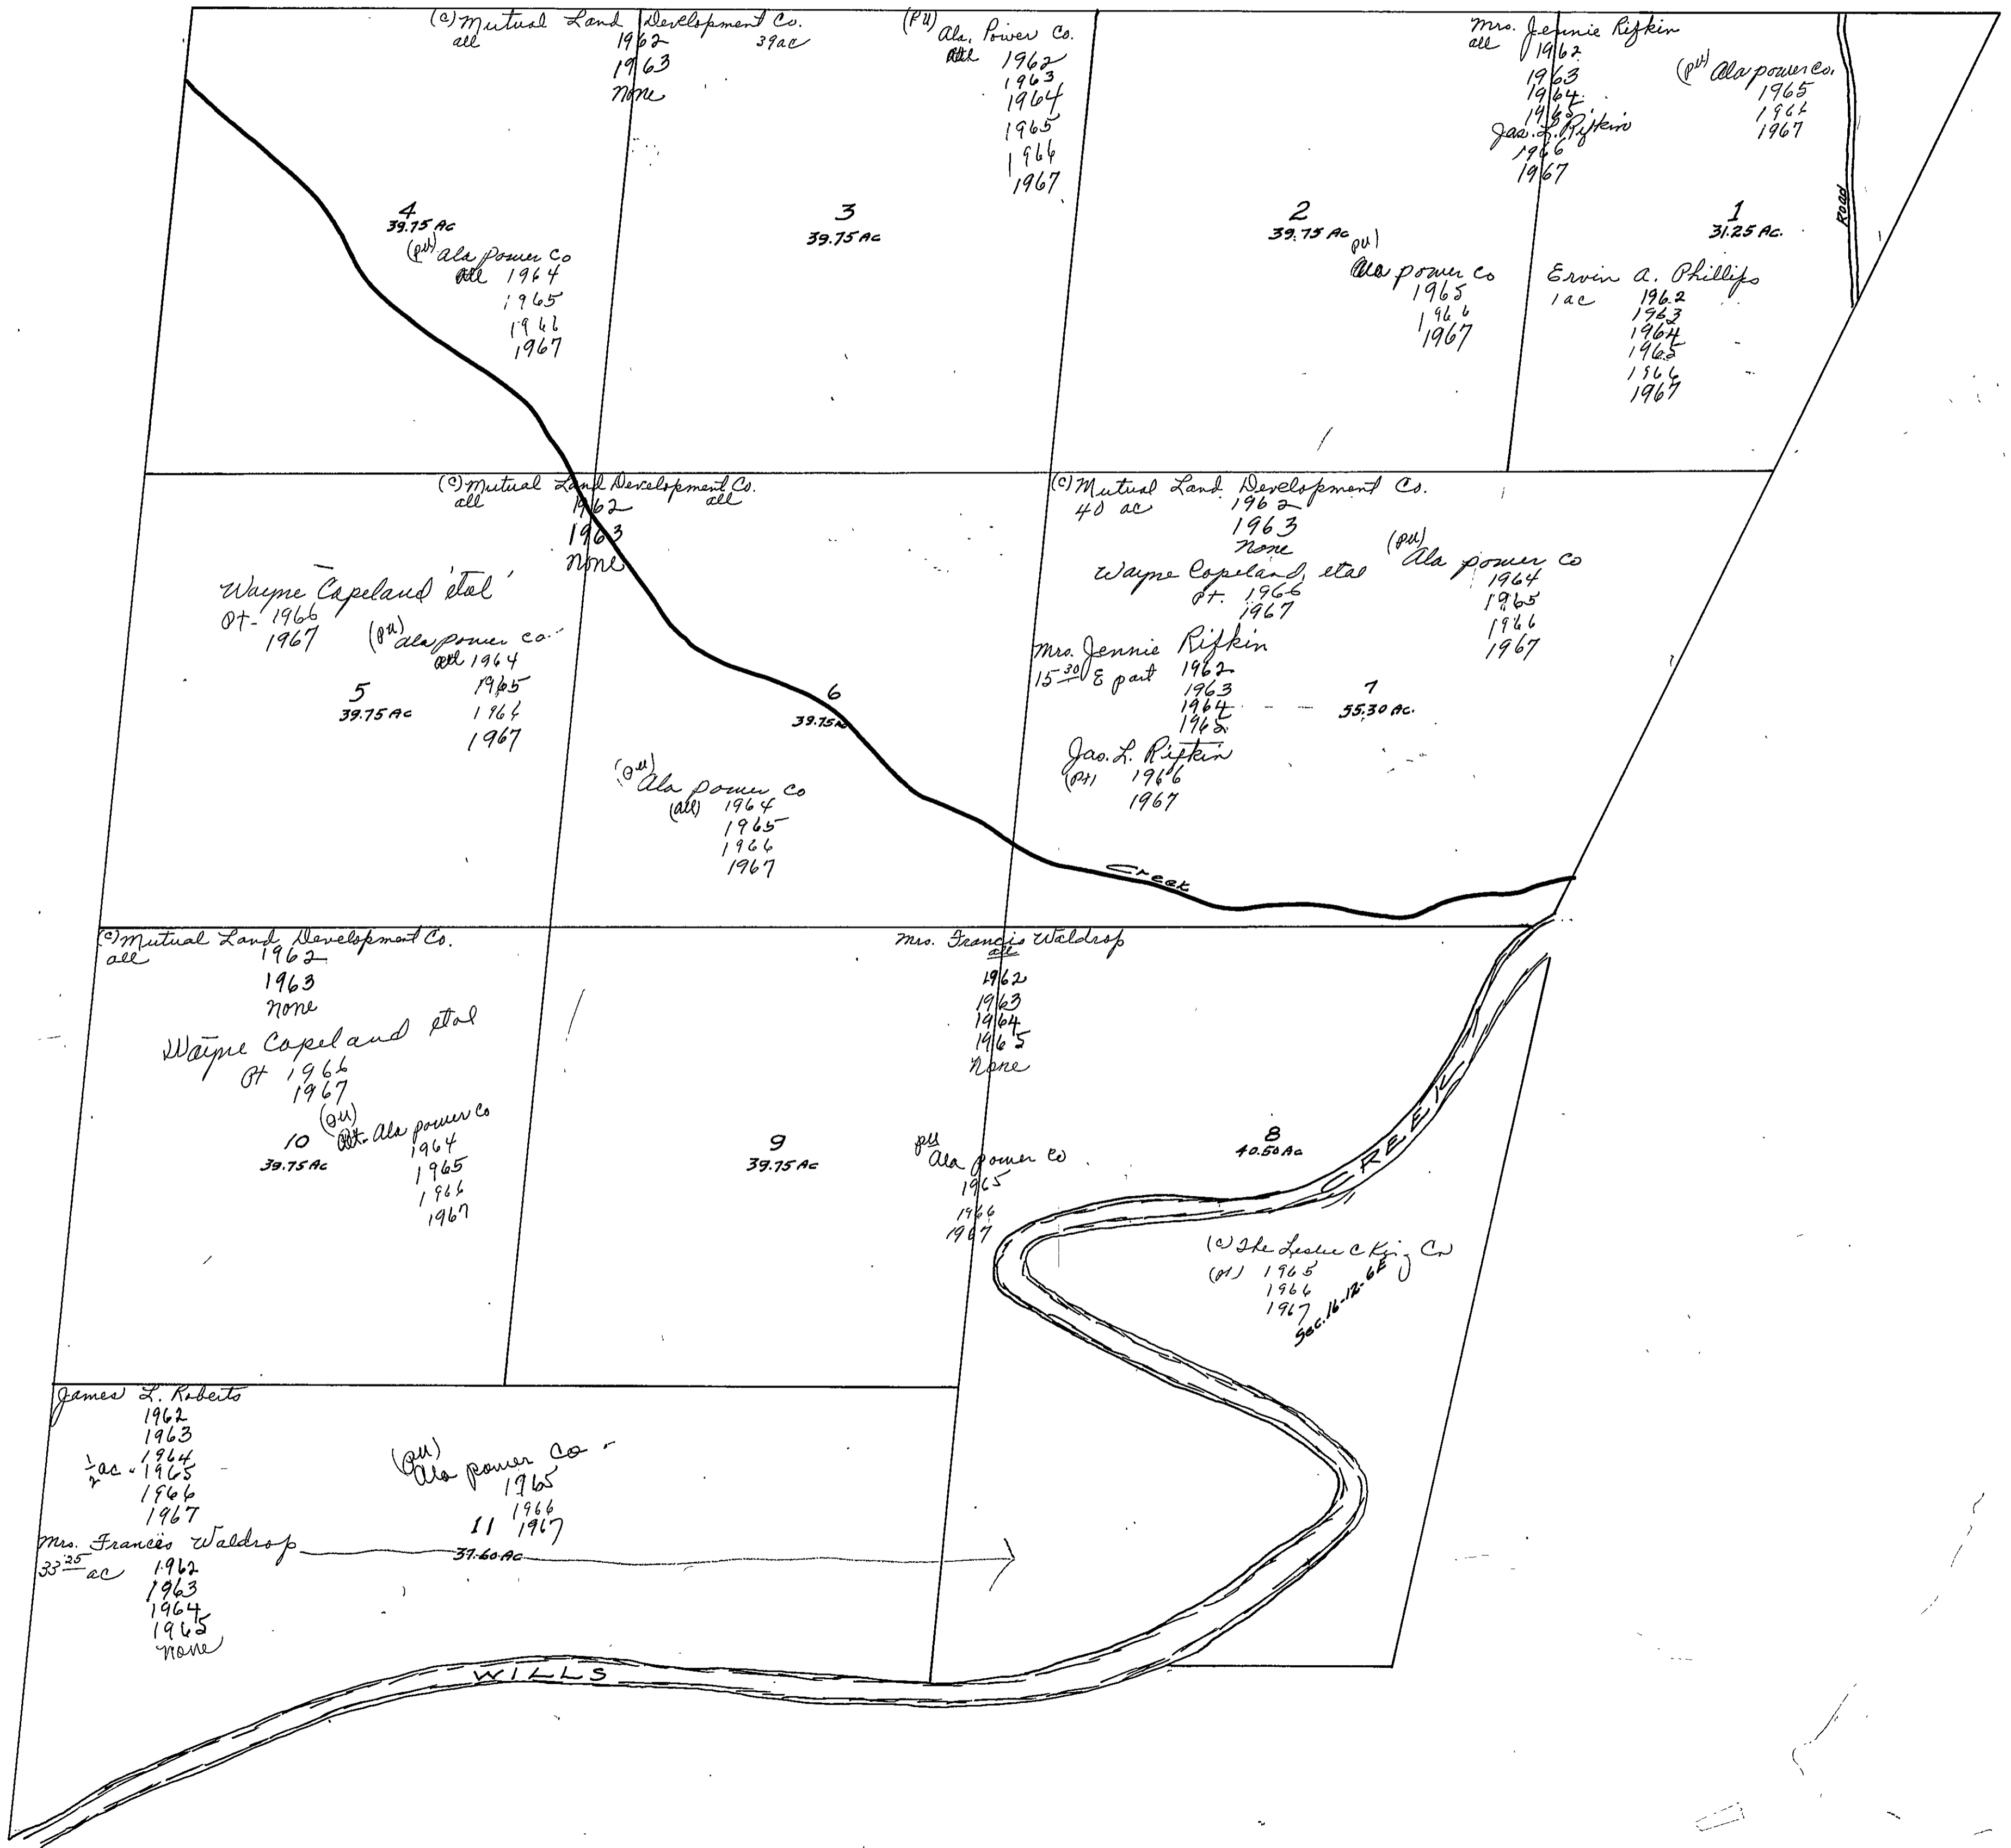 (C) Mutual Land Development Co.
all 1962 39 ac
1963
none
(PU) Ala. Power Co.
all 1962
1963
1964
1965
1966
1967
Mrs. Jennie Rifkin
all 1962
1963
1964
1965
Jas. L. Rifkin
1966
1967
(PU) Ala power co.
1965
1966
1967
Road
4
39.75 Ac
(PU) Ala power Co
all 1964
1965
1966
1967
3
39.75 Ac
2
39.75 Ac
(PU)
Ala power co
1965
1966
1967
1
31.25 Ac.
Ervin A. Phillips
1 ac 1962
1963
1964
1965
1966
1967
(C) Mutual Land Development Co.
all 1962 all
1963
none
Wayne Copeland etal
Pt- 1966
1967
(PU) Ala power co.
all 1964
1965
1966
1967
5
39.75 Ac
6
39.75 Ac
(PU) Ala power co
(all) 1964
1965
1966
1967
(C) Mutual Land Development Co.
40 ac 1962
1963
none
Wayne Copeland, etal
Pt. 1966
1967
(PU) Ala power co
1964
1965
1966
1967
Mrs. Jennie Rifkin
15 30 E part 1962
1963
1964
1965
7
55.30 Ac.
Jas. L. Rifkin
(Pt) 1966
1967
Creek
(C) Mutual Land Development Co.
all 1962
1963
none
Wayne Copeland etal
Pt 1966
1967
(PU)
Ala power co
1964
1965
1966
1967
10
39.75 Ac
Mrs. Francis Waldrop
all
1962
1963
1964
1965
None
9
39.75 Ac
PU
Ala power co
1965
1966
1967
8
40.50 Ac
CREEK
(C) The Leslie C King Co
(pt) 1965
1966
1967
Sec. 16-12-6E
James L. Roberts
1962
1963
1964
1/2 ac 1965
1966
1967
(PU)
Ala power Co
1965
1966
1967
11
37.60 Ac
Mrs. Francis Waldrop
33 25 ac 1962
1963
1964
1965
none
WILLS